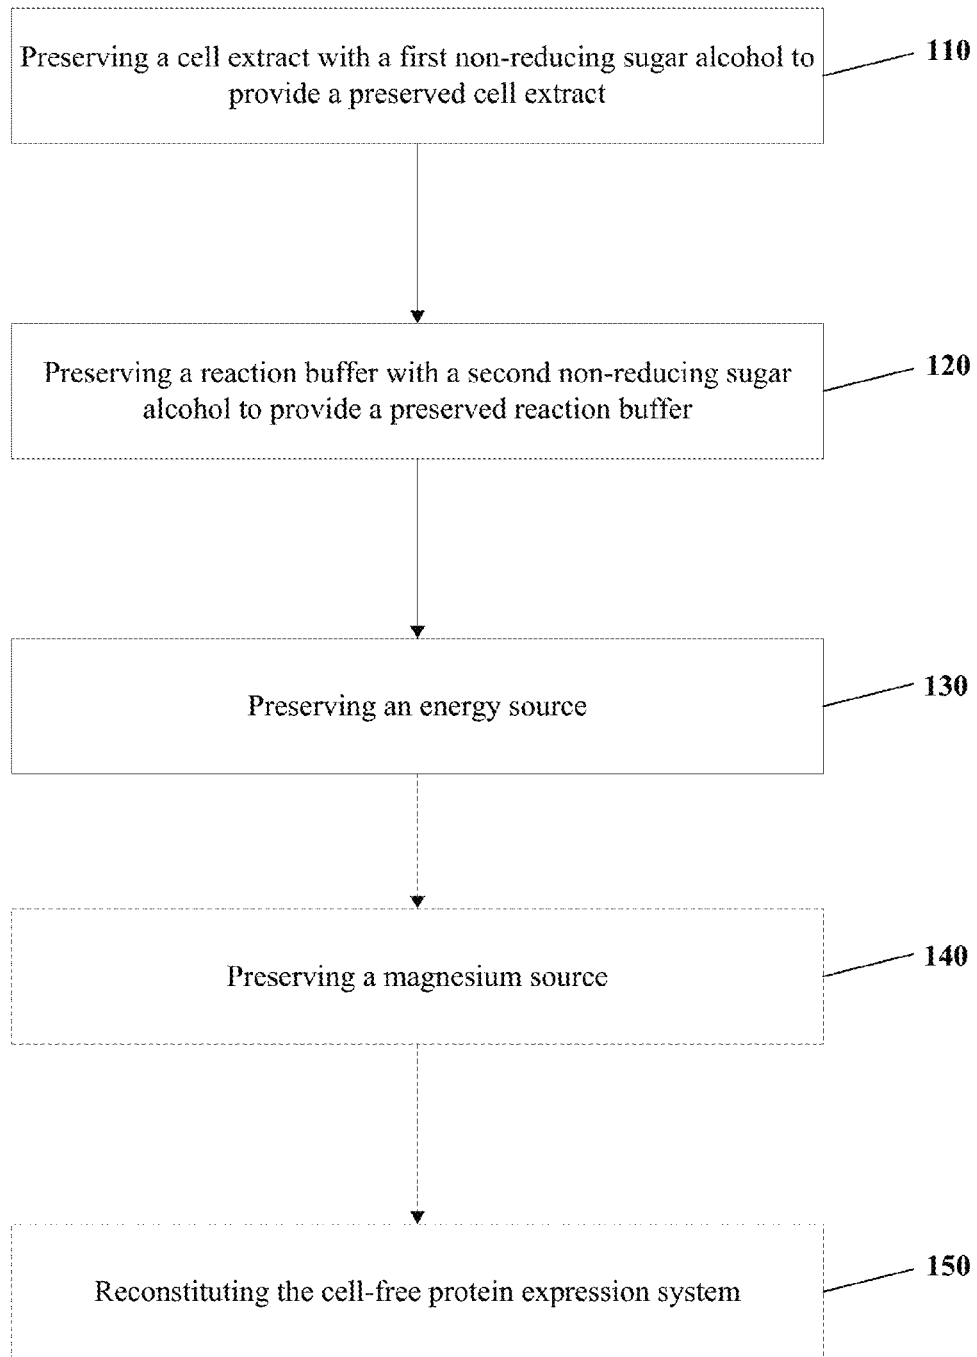 Preserving a cell extract with a first non-reducing sugar alcohol to
provide a preserved cell extract
110
Preserving a reaction buffer with a second non-reducing sugar
alcohol to provide a preserved reaction buffer
120
Preserving an energy source
130
Preserving a magnesium source
140
Reconstituting the cell-free protein expression system
150